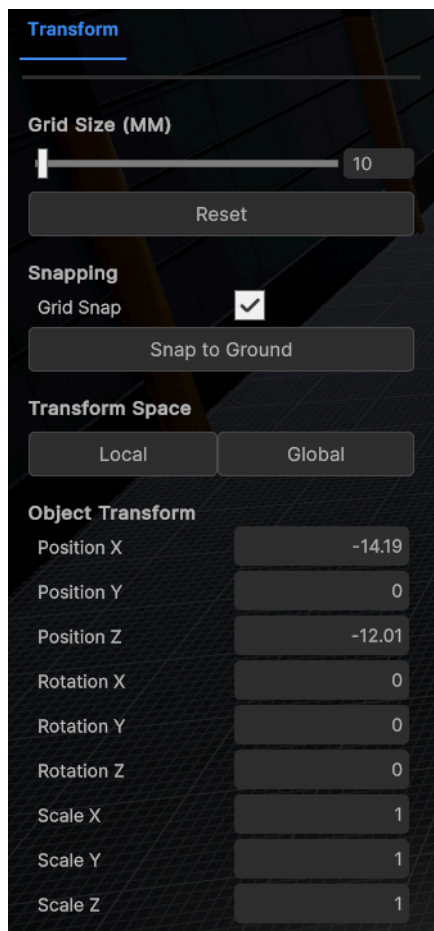 Transform
Grid Size (MM)
10
Reset
Snapping
Grid Snap
Snap to Ground
Transform Space
Local Global
Object Transform
Position X -14.19
Position Y 0
Position Z -12.01
Rotation X 0
Rotation Y 0
Rotation Z 0
Scale X 1
Scale Y 1
Scale Z 1